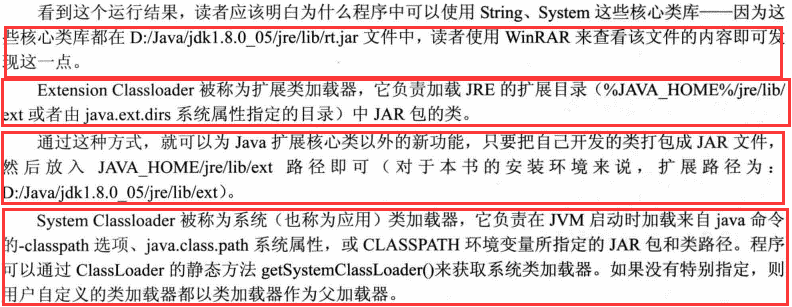 看到这个运行结果，读者应该明白为什么程序中可以使用 String、System 这些核心类库——因为这
些核心类库都在 D:/Java/jdk1.8.0_05/jre/lib/rt.jar 文件中，读者使用 WinRAR 来查看该文件的内容即可发
现这一点。
Extension Classloader 被称为扩展类加载器，它负责加载 JRE 的扩展目录（%JAVA_HOME%/jre/lib/
ext 或者由 java.ext.dirs 系统属性指定的目录）中 JAR 包的类。
通过这种方式，就可以为 Java 扩展核心类以外的新功能，只要把自己开发的类打包成 JAR 文件，
然后放入 JAVA_HOME/jre/lib/ext 路径即可（对于本书的安装环境来说，扩展路径为：
D:/Java/jdk1.8.0_05/jre/lib/ext）。
System Classloader 被称为系统（也称为应用）类加载器，它负责在 JVM 启动时加载来自 java 命令
的-classpath 选项、java.class.path 系统属性，或 CLASSPATH 环境变量所指定的 JAR 包和类路径。程序
可以通过 ClassLoader 的静态方法 getSystemClassLoader()来获取系统类加载器。如果没有特别指定，则
用户自定义的类加载器都以类加载器作为父加载器。